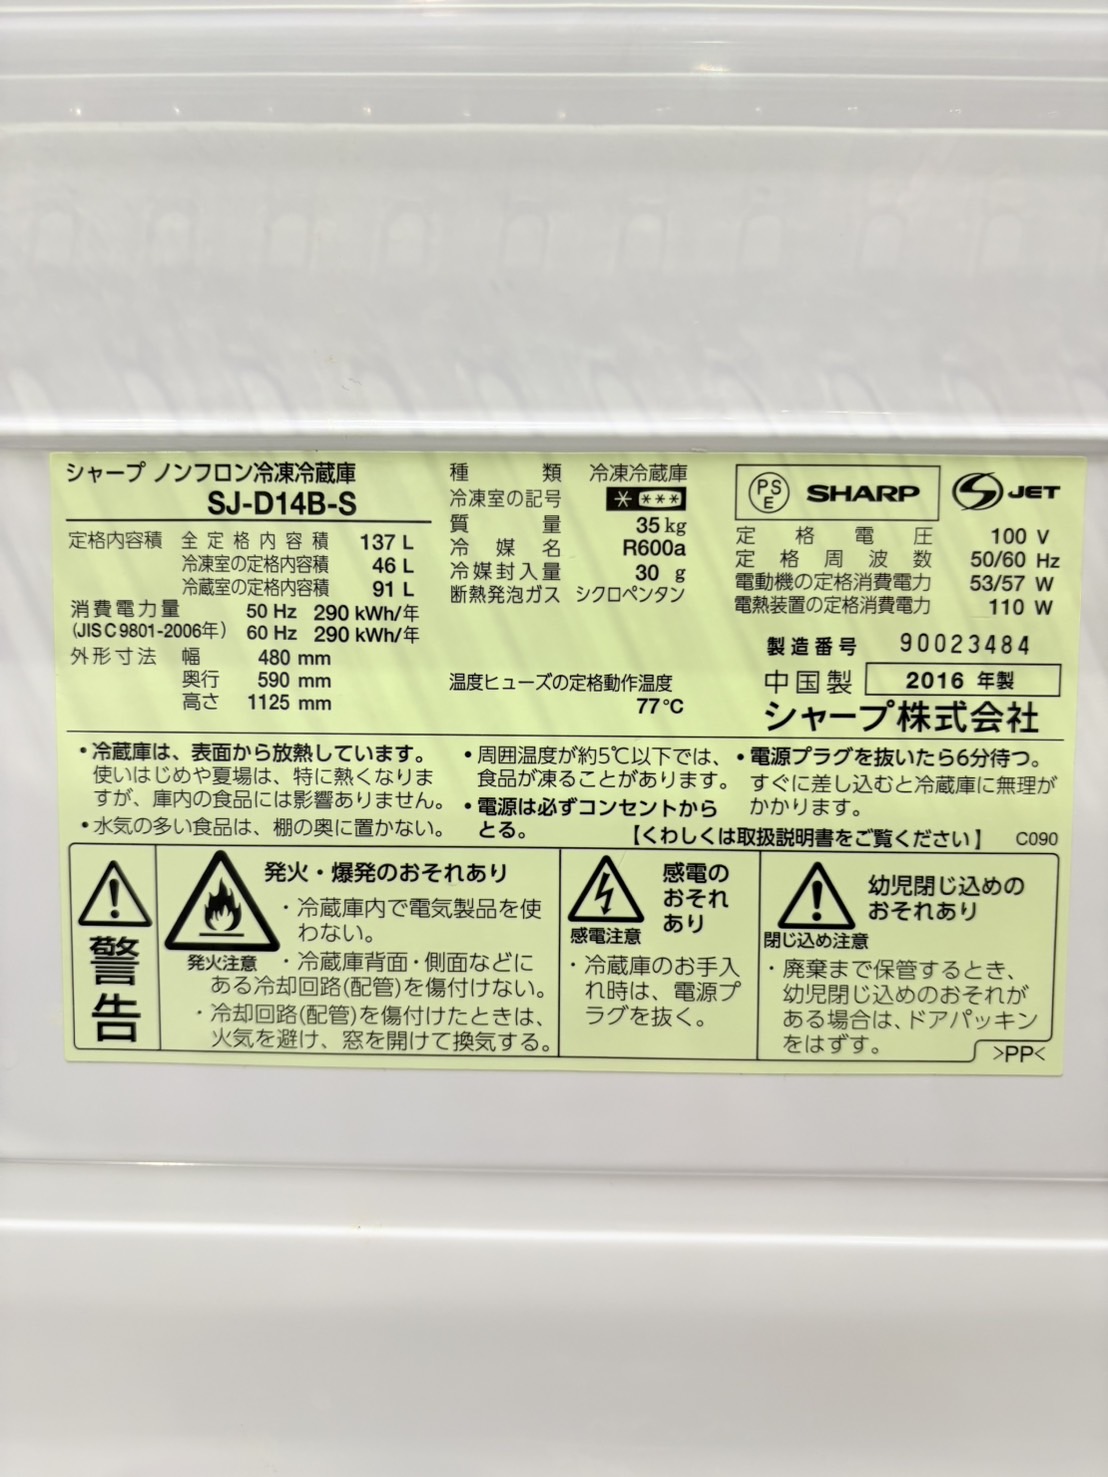 シャープ ノンフロン冷凍冷蔵庫
SJ-D14B-S
定格内容積 全定格内容積 137 L
冷凍室の定格内容積 46 L
冷蔵室の定格内容積 91 L
消費電力量 50 Hz 290 kWh/年
(JIS C 9801-2006年) 60 Hz 290 kWh/年
外形寸法 幅 480 mm
奥行 590 mm
高さ 1125 mm
種類 冷凍冷蔵庫
冷凍室の記号
質量 35 kg
冷媒名 R600a
冷媒封入量 30 g
断熱発泡ガス シクロペンタン
温度ヒューズの定格動作温度
77℃
PSE SHARP S JET
定格電圧 100 V
定格周波数 50/60 Hz
電動機の定格消費電力 53/57 W
電熱装置の定格消費電力 110 W
製造番号 90023484
中国製 2016 年製
シャープ株式会社
・冷蔵庫は、表面から放熱しています。
使いはじめや夏場は、特に熱くなりま
すが、庫内の食品には影響ありません。
・水気の多い食品は、棚の奥に置かない。
・周囲温度が約5℃以下では、
食品が凍ることがあります。
・電源は必ずコンセントから
とる。
・電源プラグを抜いたら6分待つ。
すぐに差し込むと冷蔵庫に無理が
かかります。
【くわしくは取扱説明書をご覧ください】 C090
警告
発火注意
発火・爆発のおそれあり
・冷蔵庫内で電気製品を使
わない。
・冷蔵庫背面・側面などに
ある冷却回路(配管)を傷付けない。
・冷却回路(配管)を傷付けたときは、
火気を避け、窓を開けて換気する。
感電注意
感電の
おそれ
あり
・冷蔵庫のお手入
れ時は、電源プ
ラグを抜く。
閉じ込め注意
幼児閉じ込めの
おそれあり
・廃棄まで保管するとき、
幼児閉じ込めのおそれが
ある場合は、ドアパッキン
をはずす。
>PP<